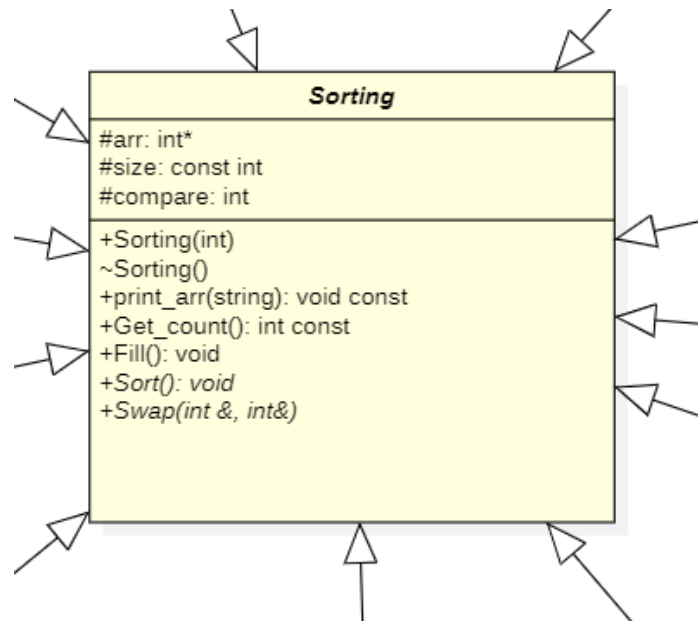 Sorting
#arr: int*
#size: const int
#compare: int
+Sorting(int)
~Sorting()
+print_arr(string): void const
+Get_count(): int const
+Fill(): void
+Sort(): void
+Swap(int &, int&)